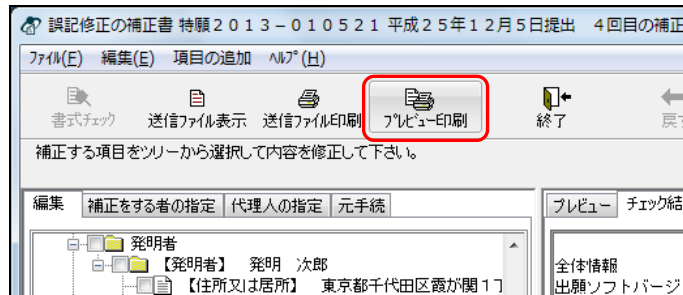 誤記修正の補正書 特願2013-010521 平成25年12月5日提出 4回目の補正
ﾌｧｲﾙ(F) 編集(E) 項目の追加 ﾍﾙﾌﾟ(H)
書式ﾁｪｯｸ 送信ﾌｧｲﾙ表示 送信ﾌｧｲﾙ印刷 ﾌﾟﾚﾋﾞｭｰ印刷 終了 戻す
補正する項目をツリーから選択して内容を修正して下さい。
編集 補正をする者の指定 代理人の指定 元手続 プレビュー チェック結
発明者
【発明者】 発明 次郎
全体情報
【住所又は居所】 東京都千代田区霞が関1丁
出願ソフトバージ